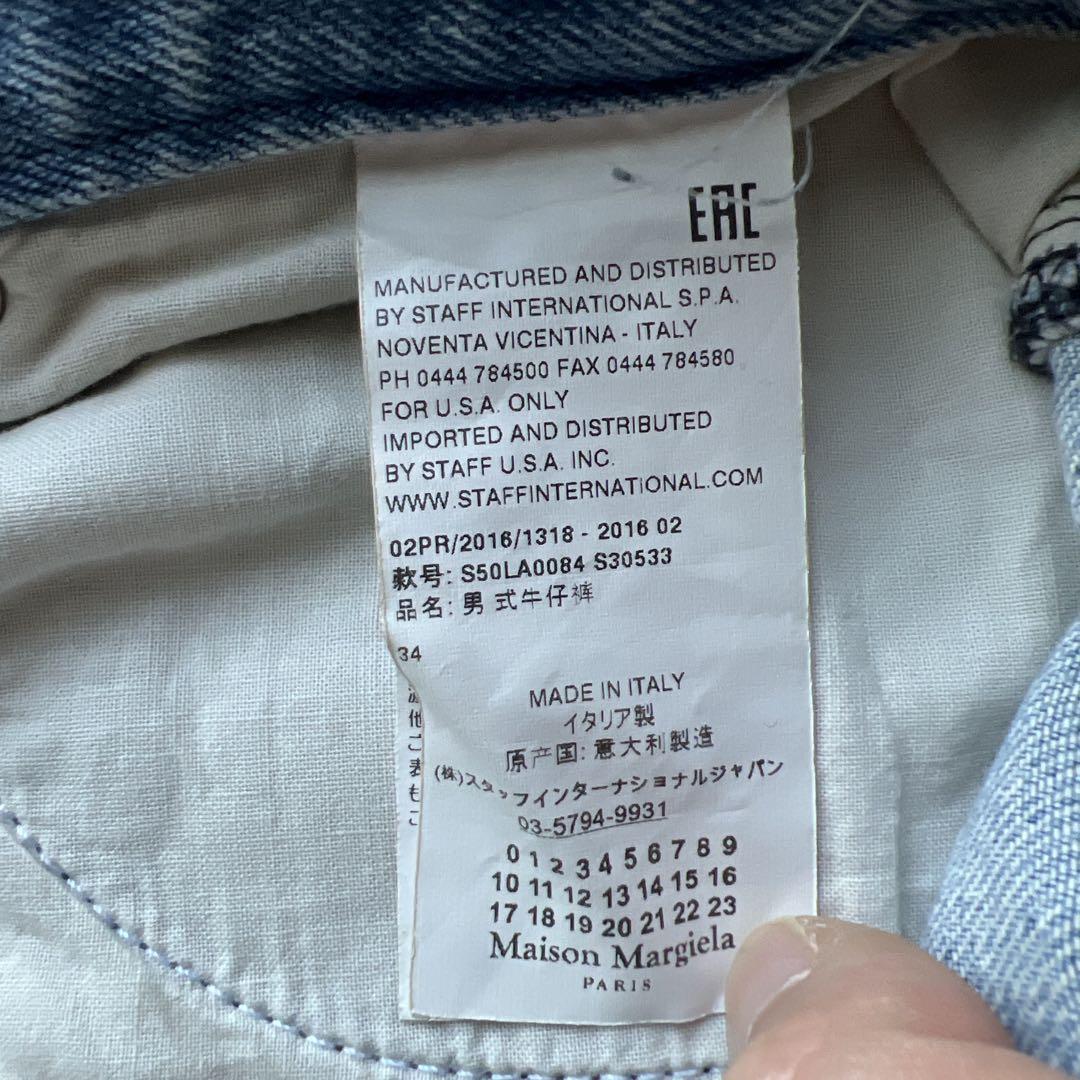 EAC
MANUFACTURED AND DISTRIBUTED
BY STAFF INTERNATIONAL S.P.A.
NOVENTA VICENTINA - ITALY
PH 0444 784500 FAX 0444 784580
FOR U.S.A. ONLY
IMPORTED AND DISTRIBUTED
BY STAFF U.S.A. INC.
WWW.STAFFINTERNATIONAL.COM
02PR/2016/1318 - 2016 02
款号: S50LA0084 S30533
品名: 男 式牛仔裤
34
他
ご
表
も
こ
MADE IN ITALY
イタリア製
原产国: 意大利製造
(株)スタッフインターナショナルジャパン
03-5794-9931
0 1 2 3 4 5 6 7 8 9
10 11 12 13 14 15 16
17 18 19 20 21 22 23
Maison Margiela
PARIS